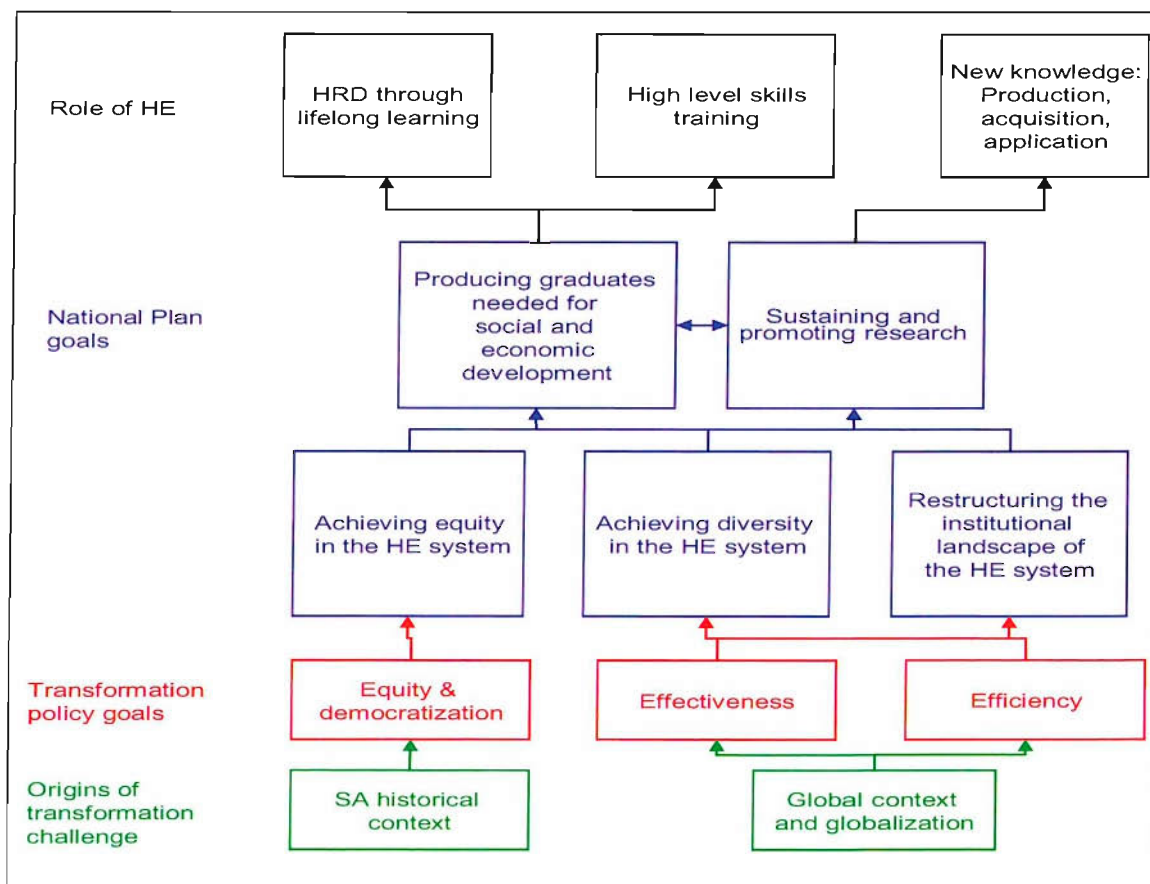 Role of HE
HRD through
lifelong learning
High level skills
training
New knowledge:
Production,
acquisition,
application
National Plan
goals
Producing graduates
needed for
social and
economic
development
Sustaining and
promoting research
Achieving equity
in the HE system
Achieving diversity
in the HE system
Restructuring the
institutional
landscape of
the HE system
Transformation
policy goals
Equity &
democratization
Effectiveness
Efficiency
Origins of
transformation
challenge
SA historical
context
Global context
and globalization